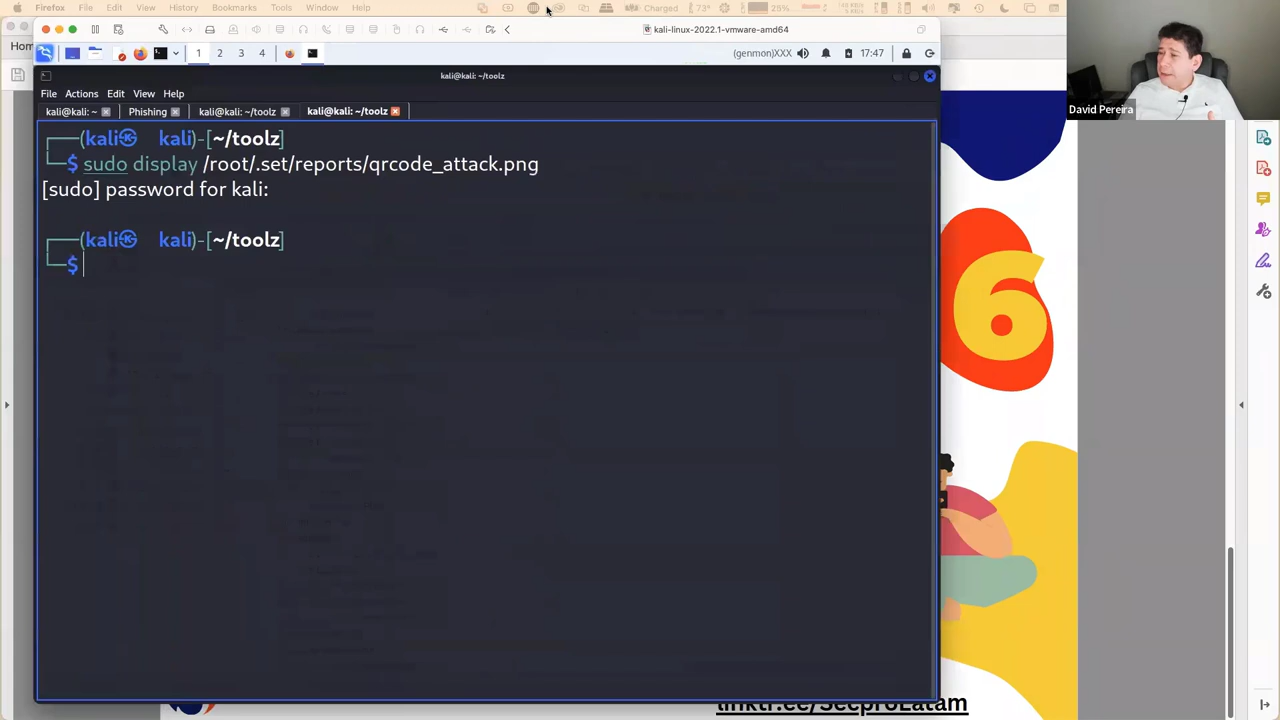 Firefox File Edit View History Bookmarks Tools Window Help Charged 25%
kali-linux-2022.1-vmware-amd64
Hom
1 2 3 4 (genmon)XXX 17:47
kali@kali: ~/toolz
File Actions Edit View Help
kali@kali: ~ Phishing kali@kali: ~/toolz kali@kali: ~/toolz
David Pereira
(kali㉿kali)-[~/toolz]
$ sudo display /root/.set/reports/qrcode_attack.png
[sudo] password for kali:
(kali㉿kali)-[~/toolz]
$
6
linktr.ee/SecproLatam